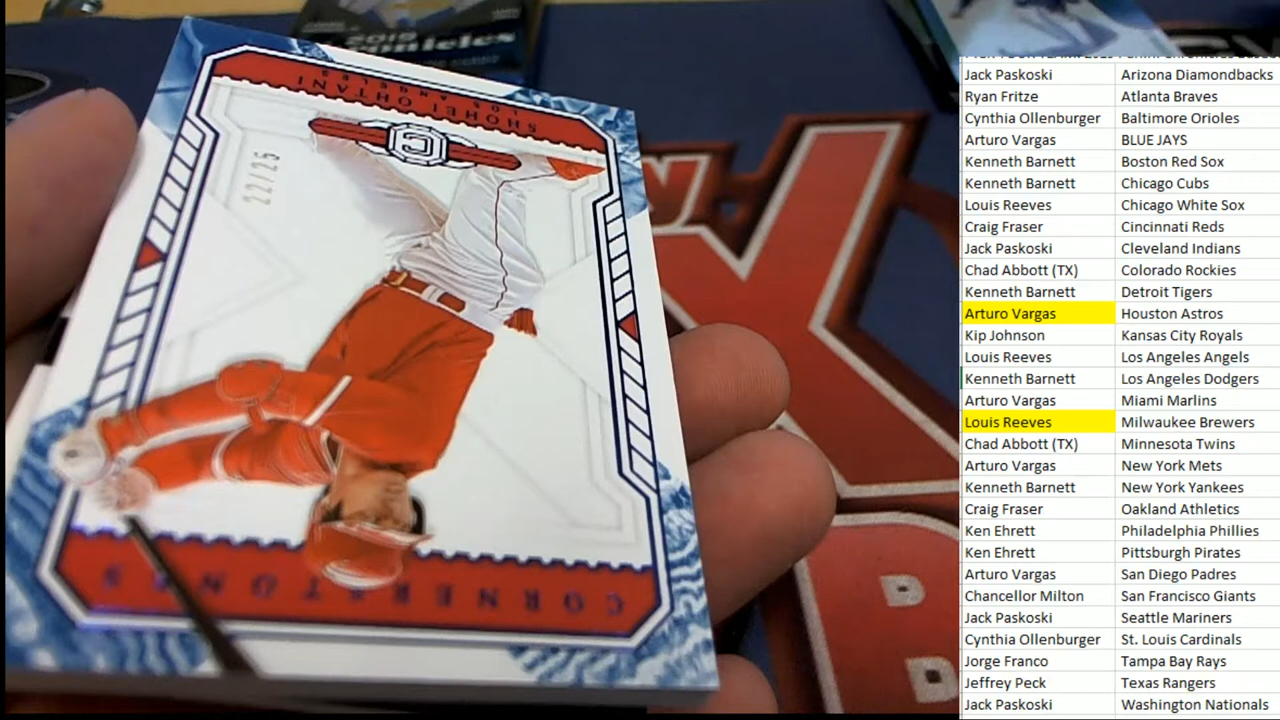 2019
Chronicles
SHOHEI OHTANI
LOS ANGELES
22/25
CORNERSTONES
Jack Paskoski Arizona Diamondbacks
Ryan Fritze Atlanta Braves
Cynthia Ollenburger Baltimore Orioles
Arturo Vargas BLUE JAYS
Kenneth Barnett Boston Red Sox
Kenneth Barnett Chicago Cubs
Louis Reeves Chicago White Sox
Craig Fraser Cincinnati Reds
Jack Paskoski Cleveland Indians
Chad Abbott (TX) Colorado Rockies
Kenneth Barnett Detroit Tigers
Arturo Vargas Houston Astros
Kip Johnson Kansas City Royals
Louis Reeves Los Angeles Angels
Kenneth Barnett Los Angeles Dodgers
Arturo Vargas Miami Marlins
Louis Reeves Milwaukee Brewers
Chad Abbott (TX) Minnesota Twins
Arturo Vargas New York Mets
Kenneth Barnett New York Yankees
Craig Fraser Oakland Athletics
Ken Ehrett Philadelphia Phillies
Ken Ehrett Pittsburgh Pirates
Arturo Vargas San Diego Padres
Chancellor Milton San Francisco Giants
Jack Paskoski Seattle Mariners
Cynthia Ollenburger St. Louis Cardinals
Jorge Franco Tampa Bay Rays
Jeffrey Peck Texas Rangers
Jack Paskoski Washington Nationals